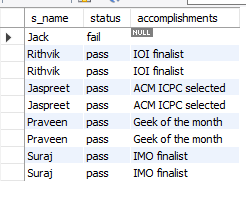 s_name status accomplishments
Jack fail NULL
Rithvik pass IOI finalist
Rithvik pass IOI finalist
Jaspreet pass ACM ICPC selected
Jaspreet pass ACM ICPC selected
Praveen pass Geek of the month
Praveen pass Geek of the month
Suraj pass IMO finalist
Suraj pass IMO finalist